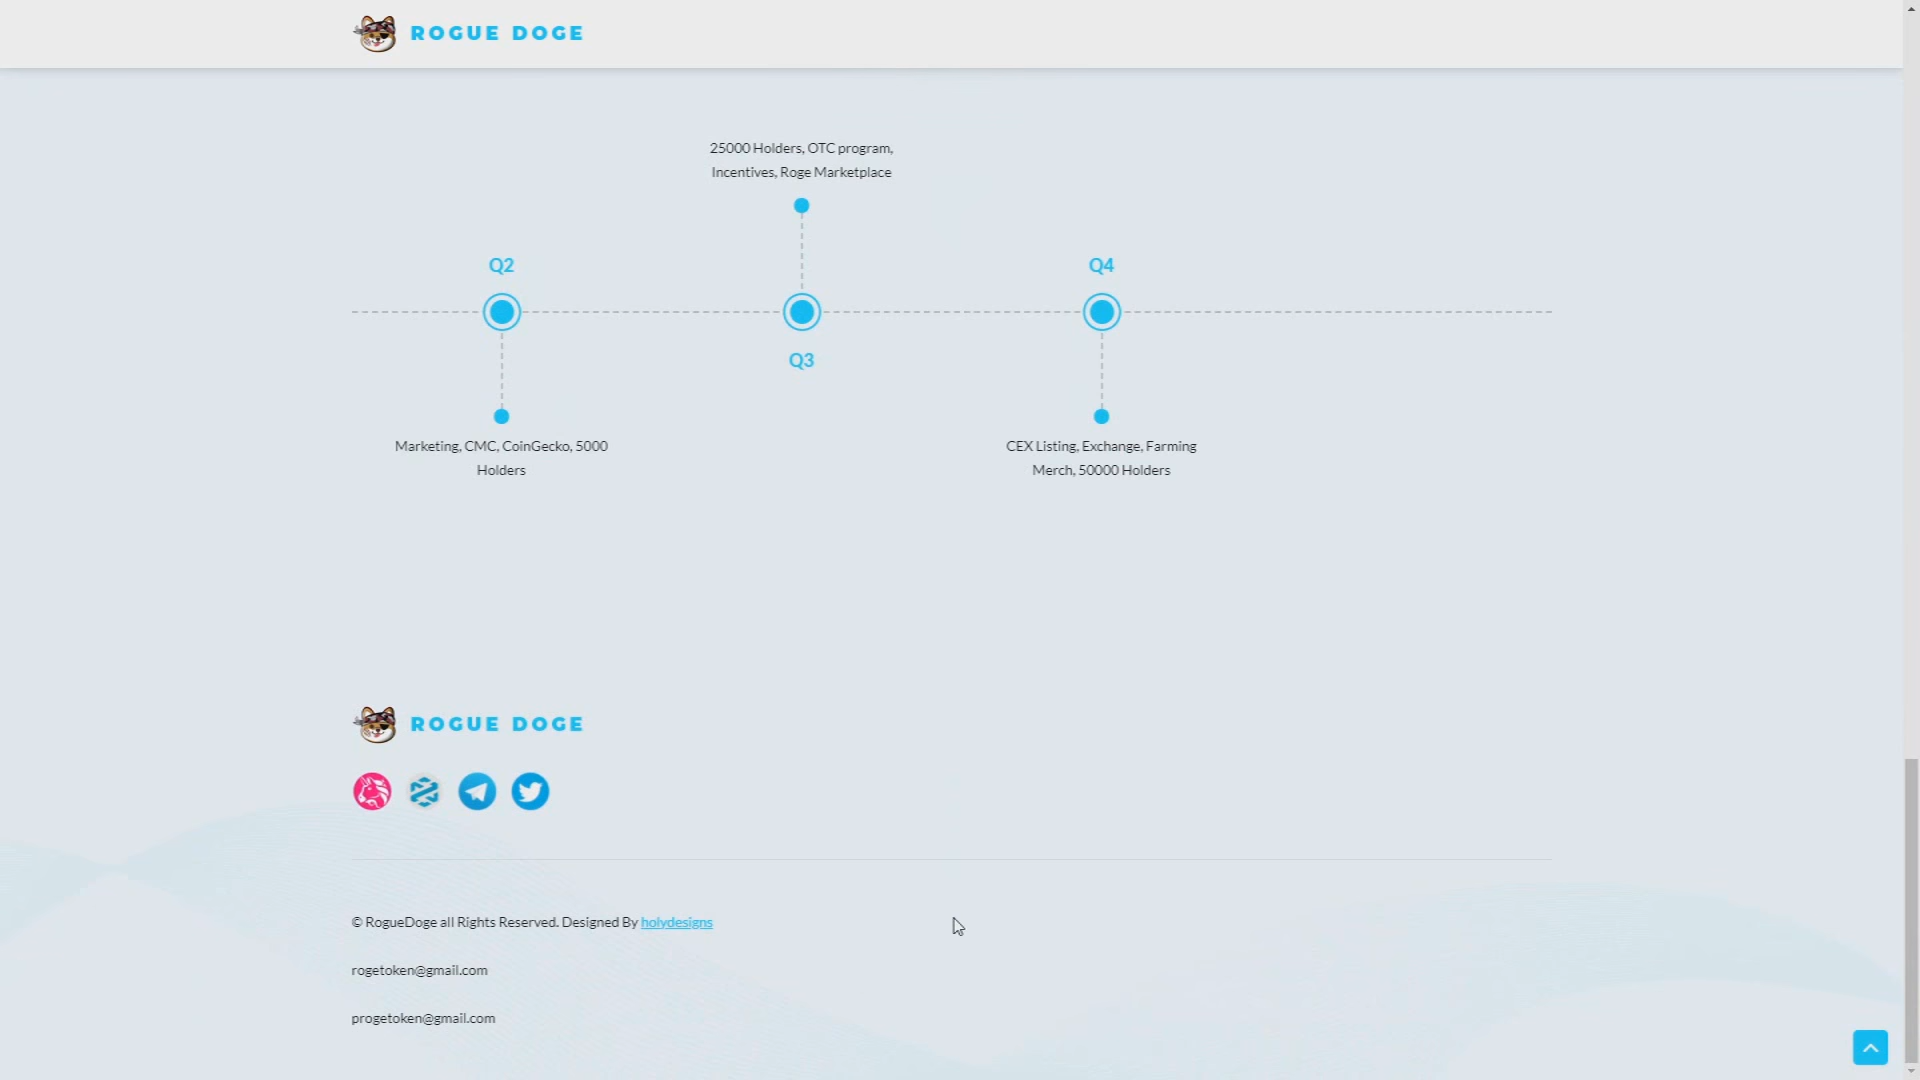 ROGUE DOGE
25000 Holders, OTC program,
Incentives, Roge Marketplace
Q2
Q4
Q3
Marketing, CMC, CoinGecko, 5000
Holders
CEX Listing, Exchange, Farming
Merch, 50000 Holders
ROGUE DOGE
© RogueDoge all Rights Reserved. Designed By holydesigns
rogetoken@gmail.com
progetoken@gmail.com